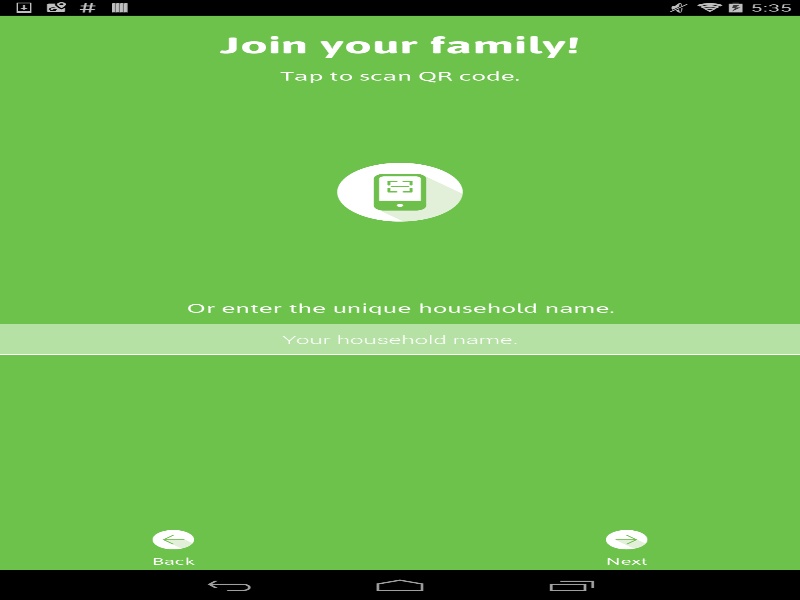 5:35
Join your family!
Tap to scan QR code.
Or enter the unique household name.
Your household name.
Back
Next